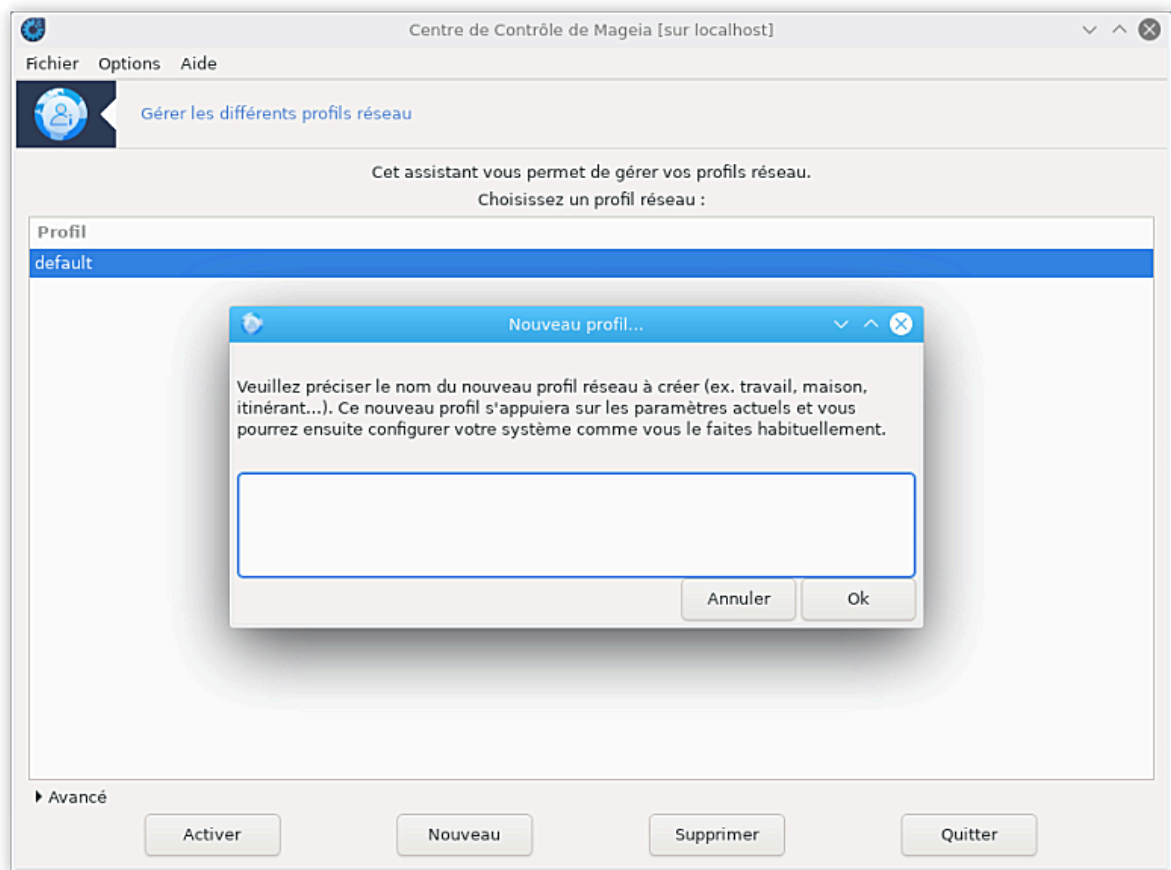 Centre de Contrôle de Mageia [sur localhost]
Fichier Options Aide
Gérer les différents profils réseau
Cet assistant vous permet de gérer vos profils réseau.
Choisissez un profil réseau :
Profil
default
Nouveau profil...
Veuillez préciser le nom du nouveau profil réseau à créer (ex. travail, maison,
itinérant...). Ce nouveau profil s'appuiera sur les paramètres actuels et vous
pourrez ensuite configurer votre système comme vous le faites habituellement.
Annuler Ok
Avancé
Activer Nouveau Supprimer Quitter